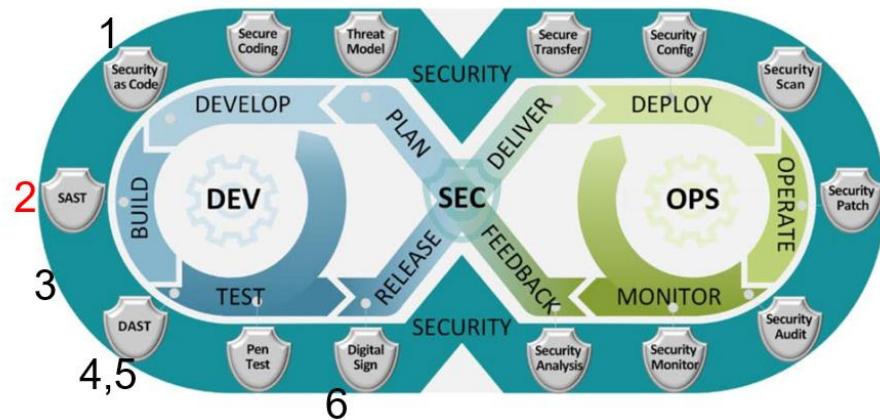 1
Secure
Coding
Threat
Model
Secure
Transfer
Security
Config
Security
as Code
SECURITY
Security
Scan
DEVELOP
PLAN
DELIVER
DEPLOY
2
SAST
BUILD
DEV
SEC
OPS
OPERATE
Security
Patch
3
TEST
RELEASE
FEEDBACK
MONITOR
DAST
SECURITY
Security
Audit
4,5
Pen
Test
Digital
Sign
Security
Analysis
Security
Monitor
6